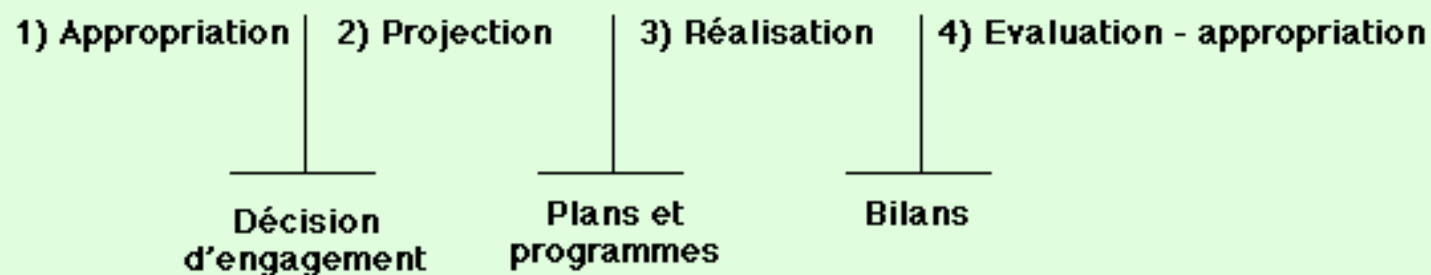 1) Appropriation 2) Projection 3) Réalisation 4) Evaluation - appropriation
Décision
d'engagement
Plans et
programmes
Bilans